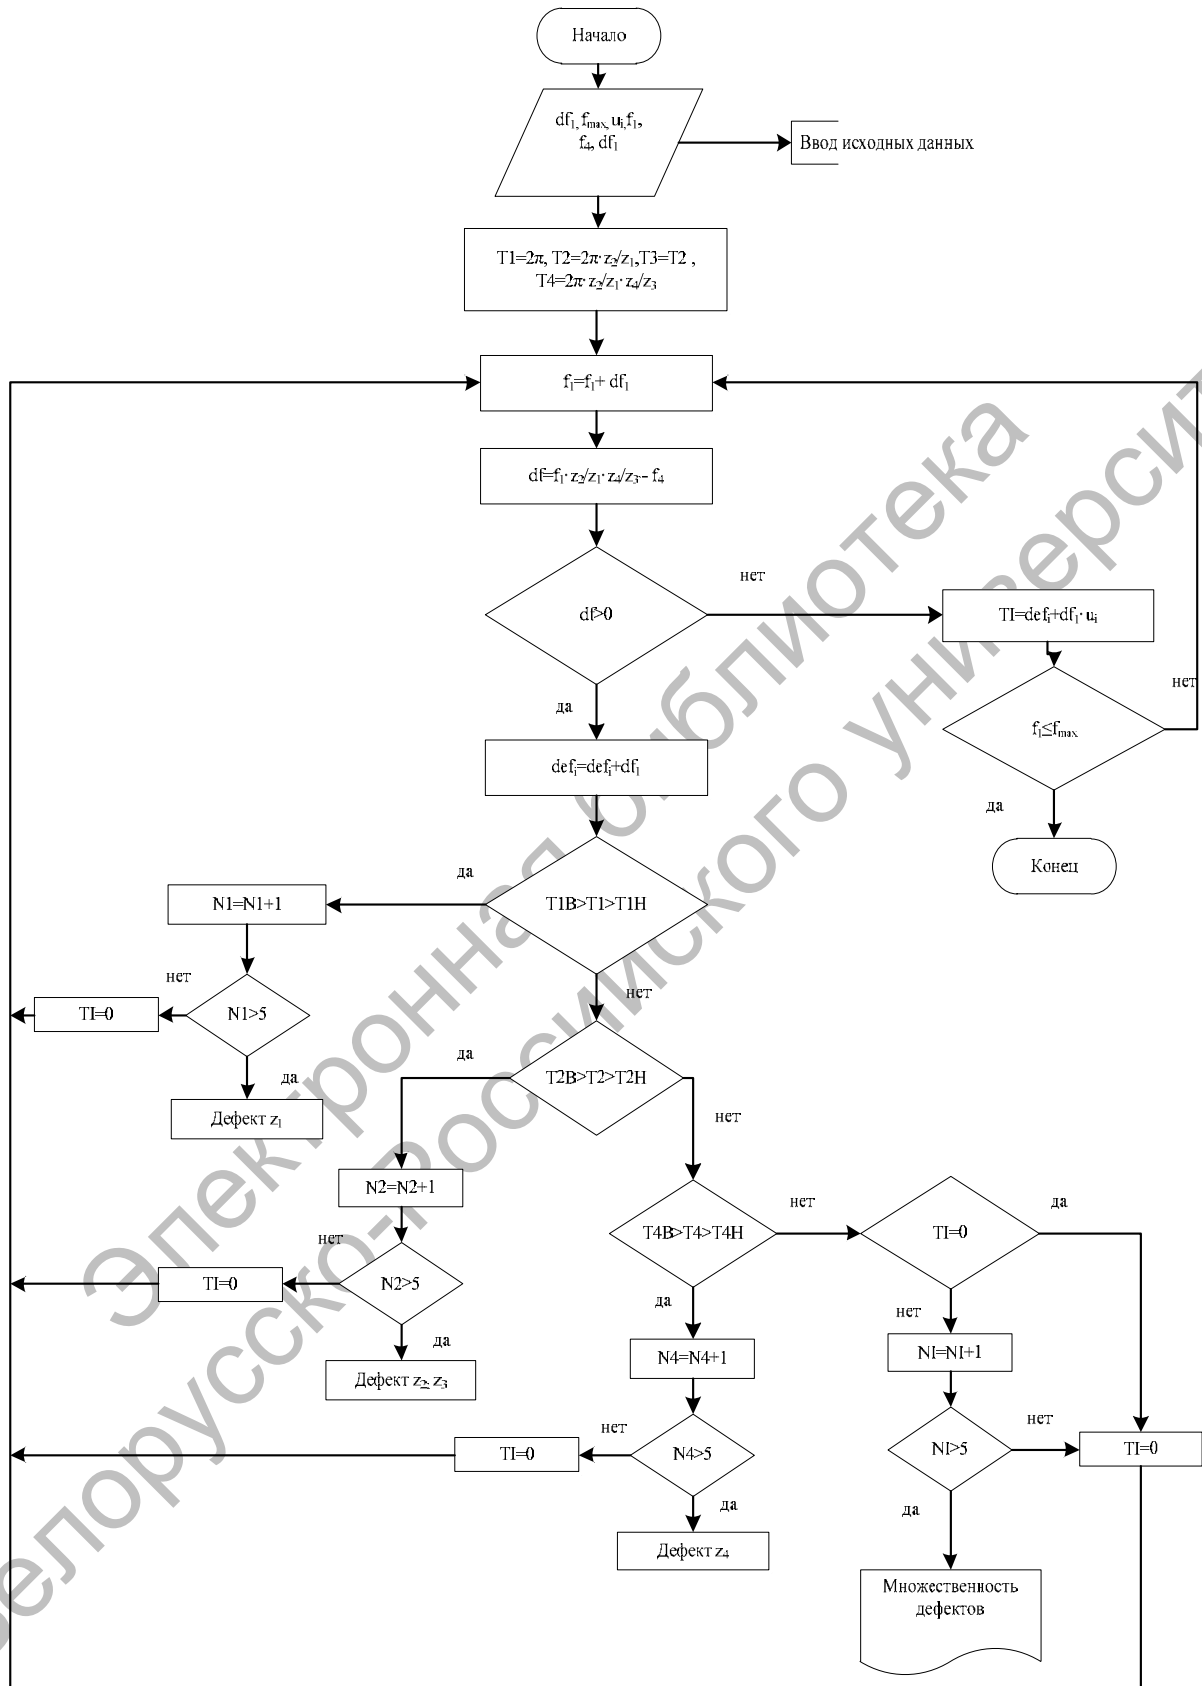 Начало
df₁, fmax, uᵢ, f₁,
f₄, df₁
Ввод исходных данных
T1=2π, T2=2π·z₂/z₁,T3=T2 ,
T4=2π·z₂/z₁·z₄/z₃
f₁=f₁+ df₁
df=f₁·z₂/z₁·z₄/z₃- f₄
df>0
нет
TI=defᵢ+df₁·uᵢ
да
f₁≤fmax
нет
да
Конец
defᵢ=defᵢ+df₁
T1B>T1>T1H
да
N1=N1+1
нет
нет
TI=0
N1>5
да
Дефект z₁
T2B>T2>T2H
да
нет
N2=N2+1
нет
TI=0
N2>5
да
Дефект z₂, z₃
T4B>T4>T4H
нет
TI=0
да
да
нет
N4=N4+1
NI=NI+1
нет
TI=0
N4>5
да
Дефект z₄
NI>5
нет
TI=0
да
Множественность
дефектов
Электронная библиотека
Белорусско-Российского университ